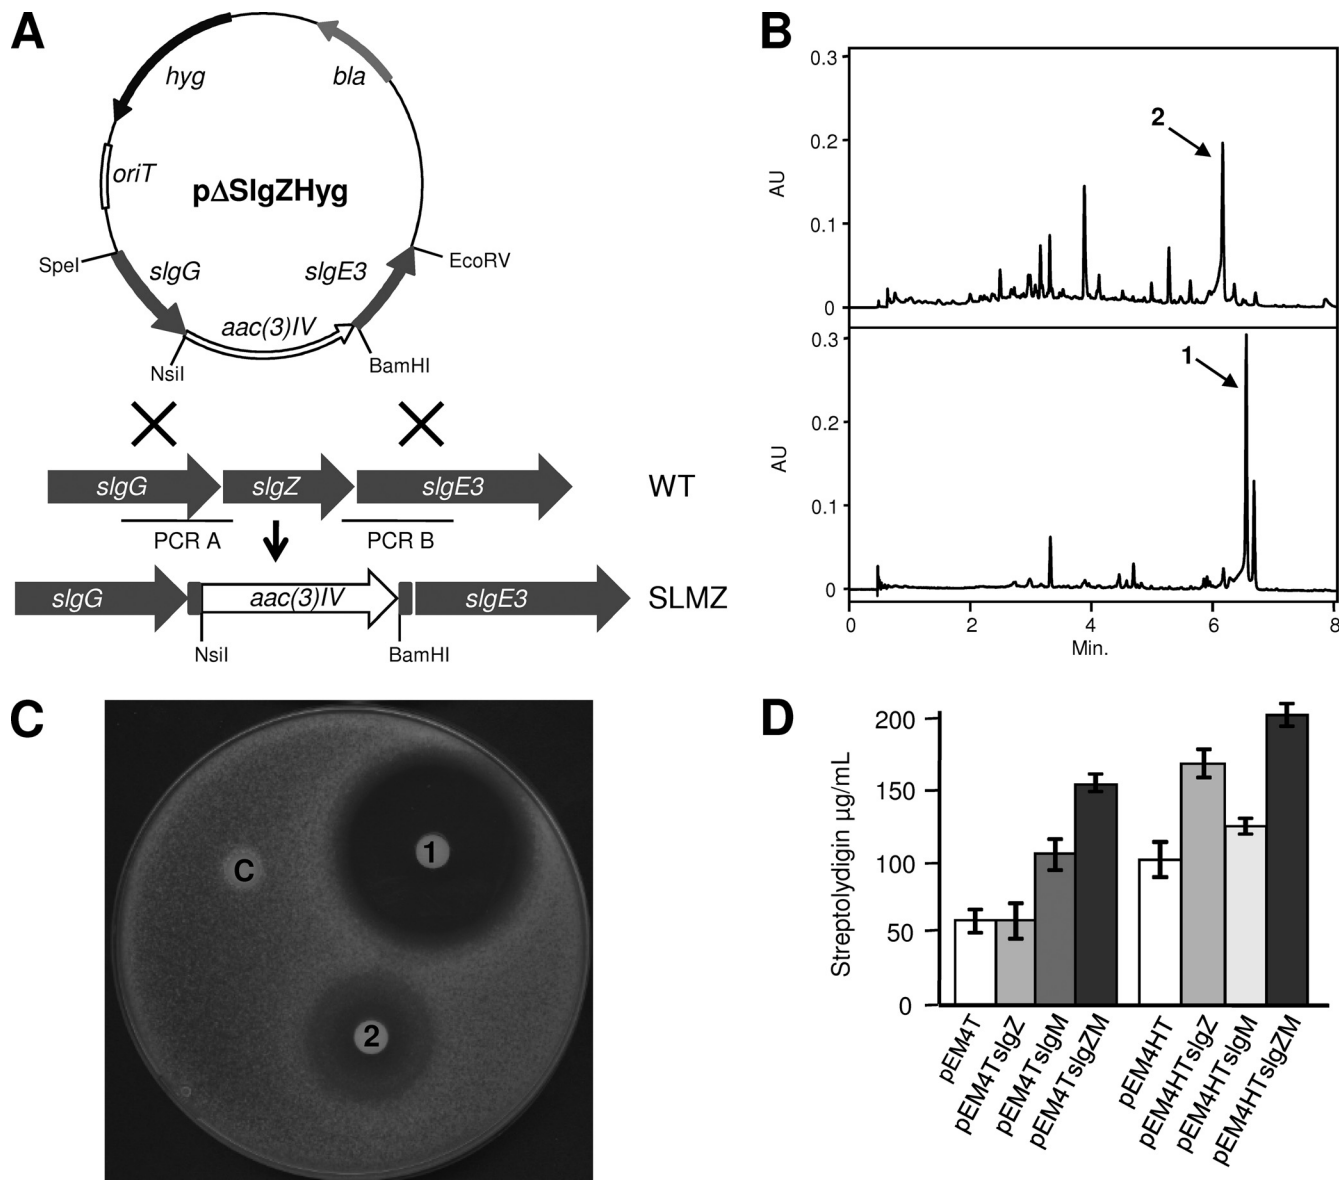 A
hyg
bla
oriT
pΔSlgZHyg
SpeI
slgG
slgE3
EcoRV
aac(3)IV
NsiI
BamHI
slgG
slgZ
slgE3
WT
PCR A
PCR B
slgG
aac(3)IV
slgE3
SLMZ
NsiI
BamHI
B
0.3
0.2
0.1
0
AU
2
0.3
0.2
0.1
0
AU
1
0 2 4 6 8
Min.
C
C
1
2
D
Streptolydigin µg/mL
200
150
100
50
0
pEM4T
pEM4TslgZ
pEM4TslgM
pEM4TslgZM
pEM4HT
pEM4HTslgZ
pEM4HTslgM
pEM4HTslgZM